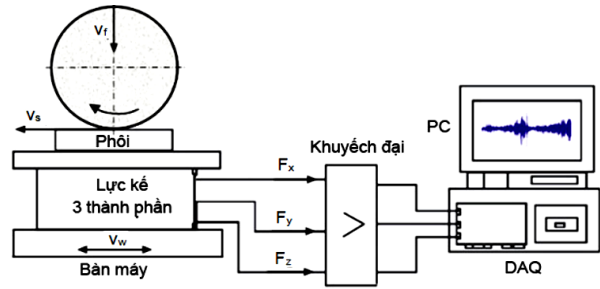 vf
vs
Phôi
Lực kế
3 thành phần
vw
Bàn máy
Fx
Fy
Fz
Khuyếch đại
>
PC
DAQ